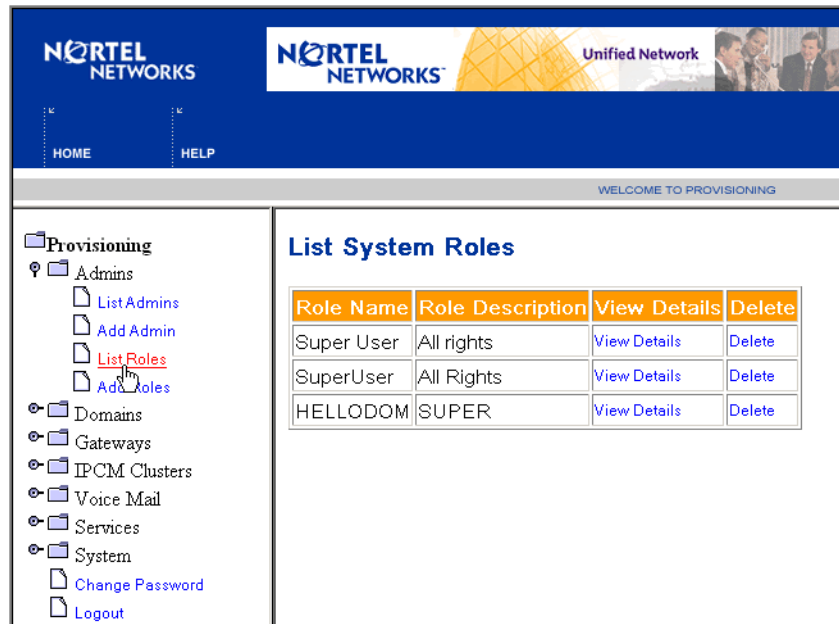 NORTEL
NETWORKS
NORTEL
NETWORKS™
Unified Network
HOME
HELP
WELCOME TO PROVISIONING
Provisioning
Admins
List Admins
Add Admin
List Roles
Add Roles
Domains
Gateways
IPCM Clusters
Voice Mail
Services
System
Change Password
Logout
List System Roles
Role Name Role Description View Details Delete
Super User All rights View Details Delete
SuperUser All Rights View Details Delete
HELLODOM SUPER View Details Delete